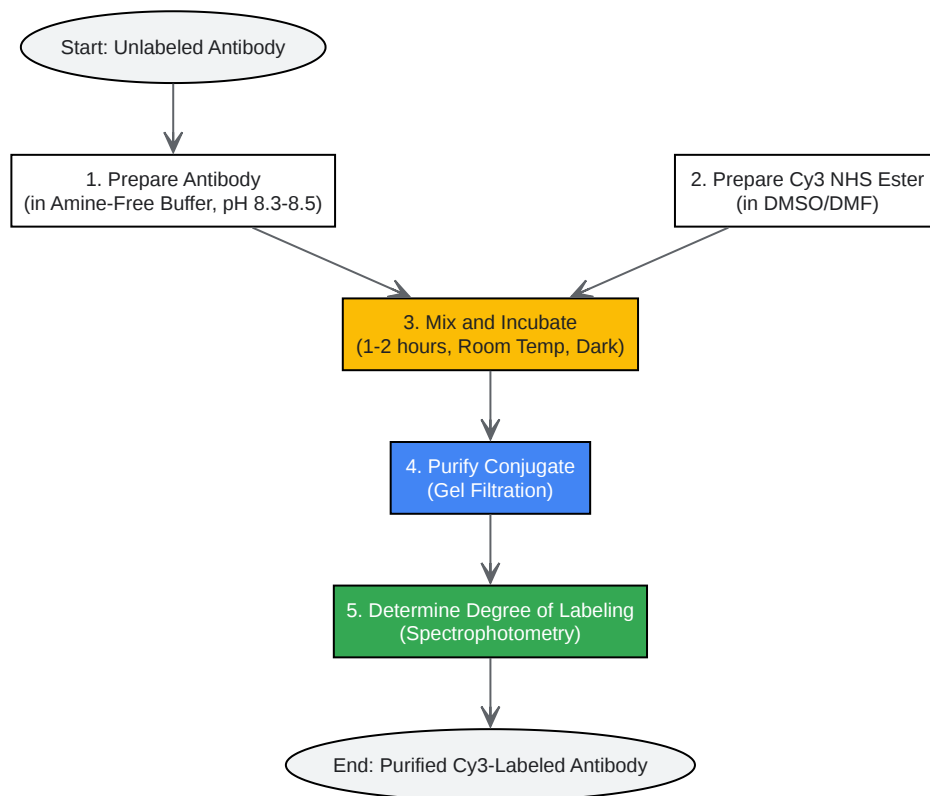 Start: Unlabeled Antibody
1. Prepare Antibody
(in Amine-Free Buffer, pH 8.3-8.5)
2. Prepare Cy3 NHS Ester
(in DMSO/DMF)
3. Mix and Incubate
(1-2 hours, Room Temp, Dark)
4. Purify Conjugate
(Gel Filtration)
5. Determine Degree of Labeling
(Spectrophotometry)
End: Purified Cy3-Labeled Antibody